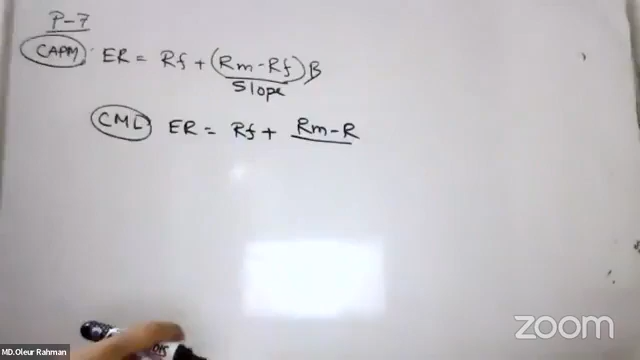 P-7
CAPM ER = Rf + (Rm-Rf) B
Slope
CML ER = Rf + Rm-R
MD.Oleur Rahman
zoom